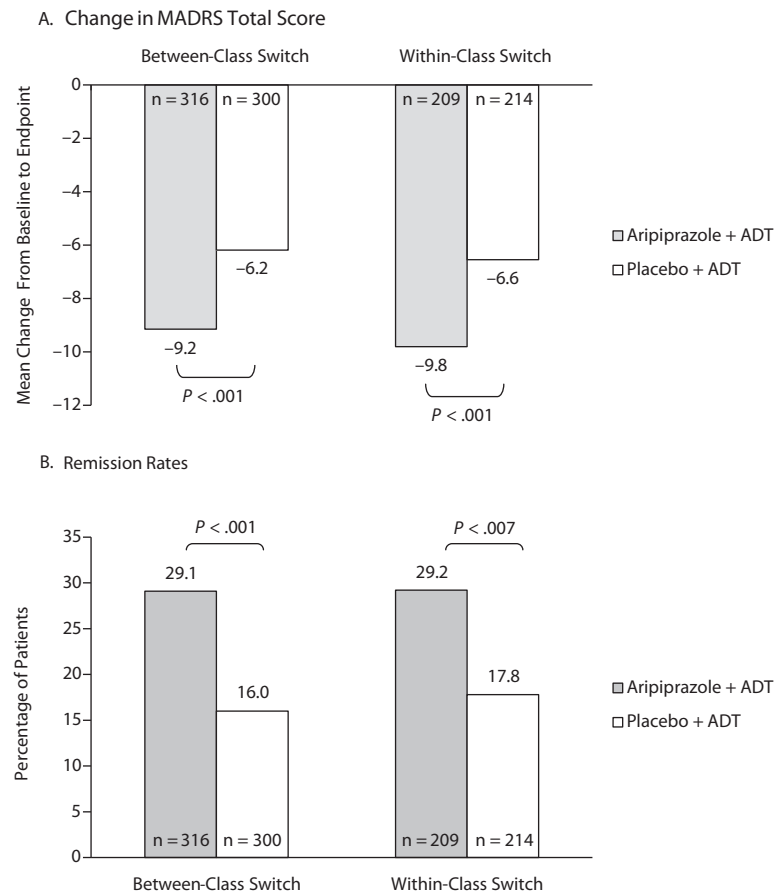 A. Change in MADRS Total Score
Between-Class Switch
Within-Class Switch
Mean Change From Baseline to Endpoint
0
–2
–4
–6
–8
–10
–12
n = 316
n = 300
n = 209
n = 214
–6.2
–6.6
–9.2
–9.8
P < .001
P < .001
Aripiprazole + ADT
Placebo + ADT
B. Remission Rates
Percentage of Patients
35
30
25
20
15
10
5
0
P < .001
P < .007
29.1
29.2
16.0
17.8
n = 316
n = 300
n = 209
n = 214
Aripiprazole + ADT
Placebo + ADT
Between-Class Switch
Within-Class Switch